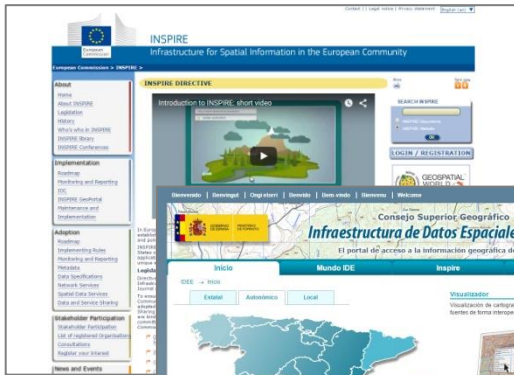 Contact | Legal notice | Privacy statement English (en)
European
Commission
INSPIRE
Infrastructure for Spatial Information in the European Community
European Commission > INSPIRE >
About
Home
About INSPIRE
Legislation
History
Who's who in INSPIRE
INSPIRE library
INSPIRE Conferences
Implementation
Roadmap
Monitoring and Reporting
INSPIRE GeoPortal
Maintenance and
Implementation
Adoption
Roadmap
Implementing Rules
Monitoring and Reporting
Metadata
Data Specifications
Network Services
Spatial Data Services
Data and Service Sharing
Stakeholder Participation
Stakeholder Participation
List of registered Organisations
Consultations
Register your interest
News and Events
INSPIRE DIRECTIVE
Introduction to INSPIRE: short video
SEARCH INSPIRE
LOGIN / REGISTRATION
GEOSPATIAL
WORLD
Bienvenido | Benvingut | Ongi etorri | Benvido | Bem vindo | Bienvenu | Welcome
Consejo Superior Geográfico
Infraestructura de Datos Espaciale
El portal de acceso a la información geográfica d
Inicio Mundo IDE Inspire
IDEE → Inicio
Estatal Autonómico Local
Visualizador
Visualización de cartogra
fuentes de forma interope